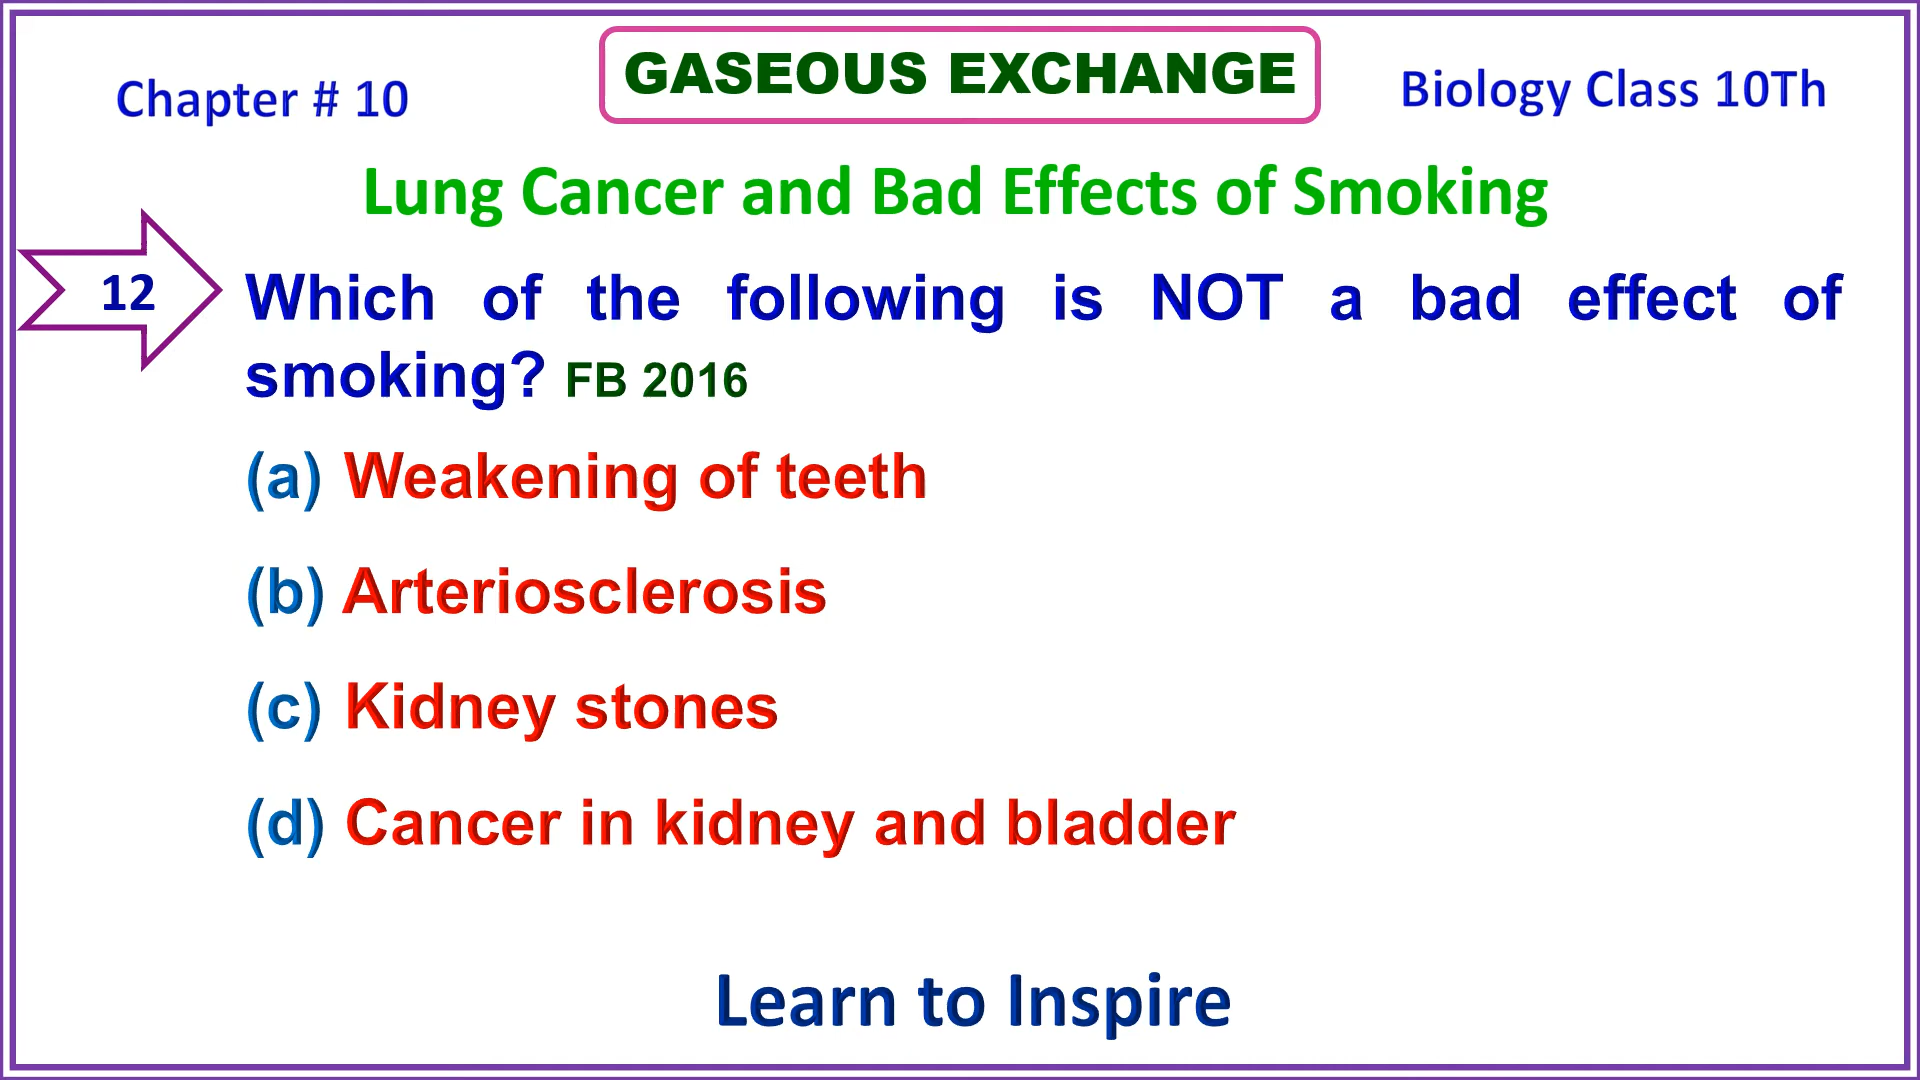 GASEOUS EXCHANGE
Chapter # 10
Biology Class 10Th
Lung Cancer and Bad Effects of Smoking
12
Which of the following is NOT a bad effect of
smoking? FB 2016
(a) Weakening of teeth
(b) Arteriosclerosis
(c) Kidney stones
(d) Cancer in kidney and bladder
Learn to Inspire